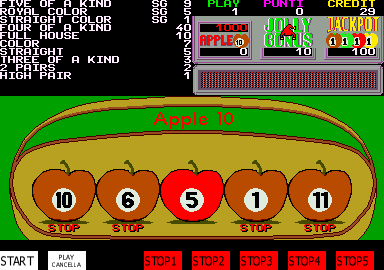 FIVE OF A KIND SG 9
ROYAL COLOR SG 7
STRAIGHT COLOR SG 5
FOUR OF A KIND 40
FULL HOUSE 10
COLOR 7
STRAIGHT 5
THREE OF A KIND 3
2 PAIRS 2
HIGH PAIR 1
PLAY PUNTI CREDIT
1 0 29
1000 JOLLY JACKPOT
APPLE 10 BONUS 1 1 1 1
0 10 100
Apple 10
10 6 5 1 11
STOP STOP STOP STOP
START PLAY CANCELLA STOP1 STOP2 STOP3 STOP4 STOP5